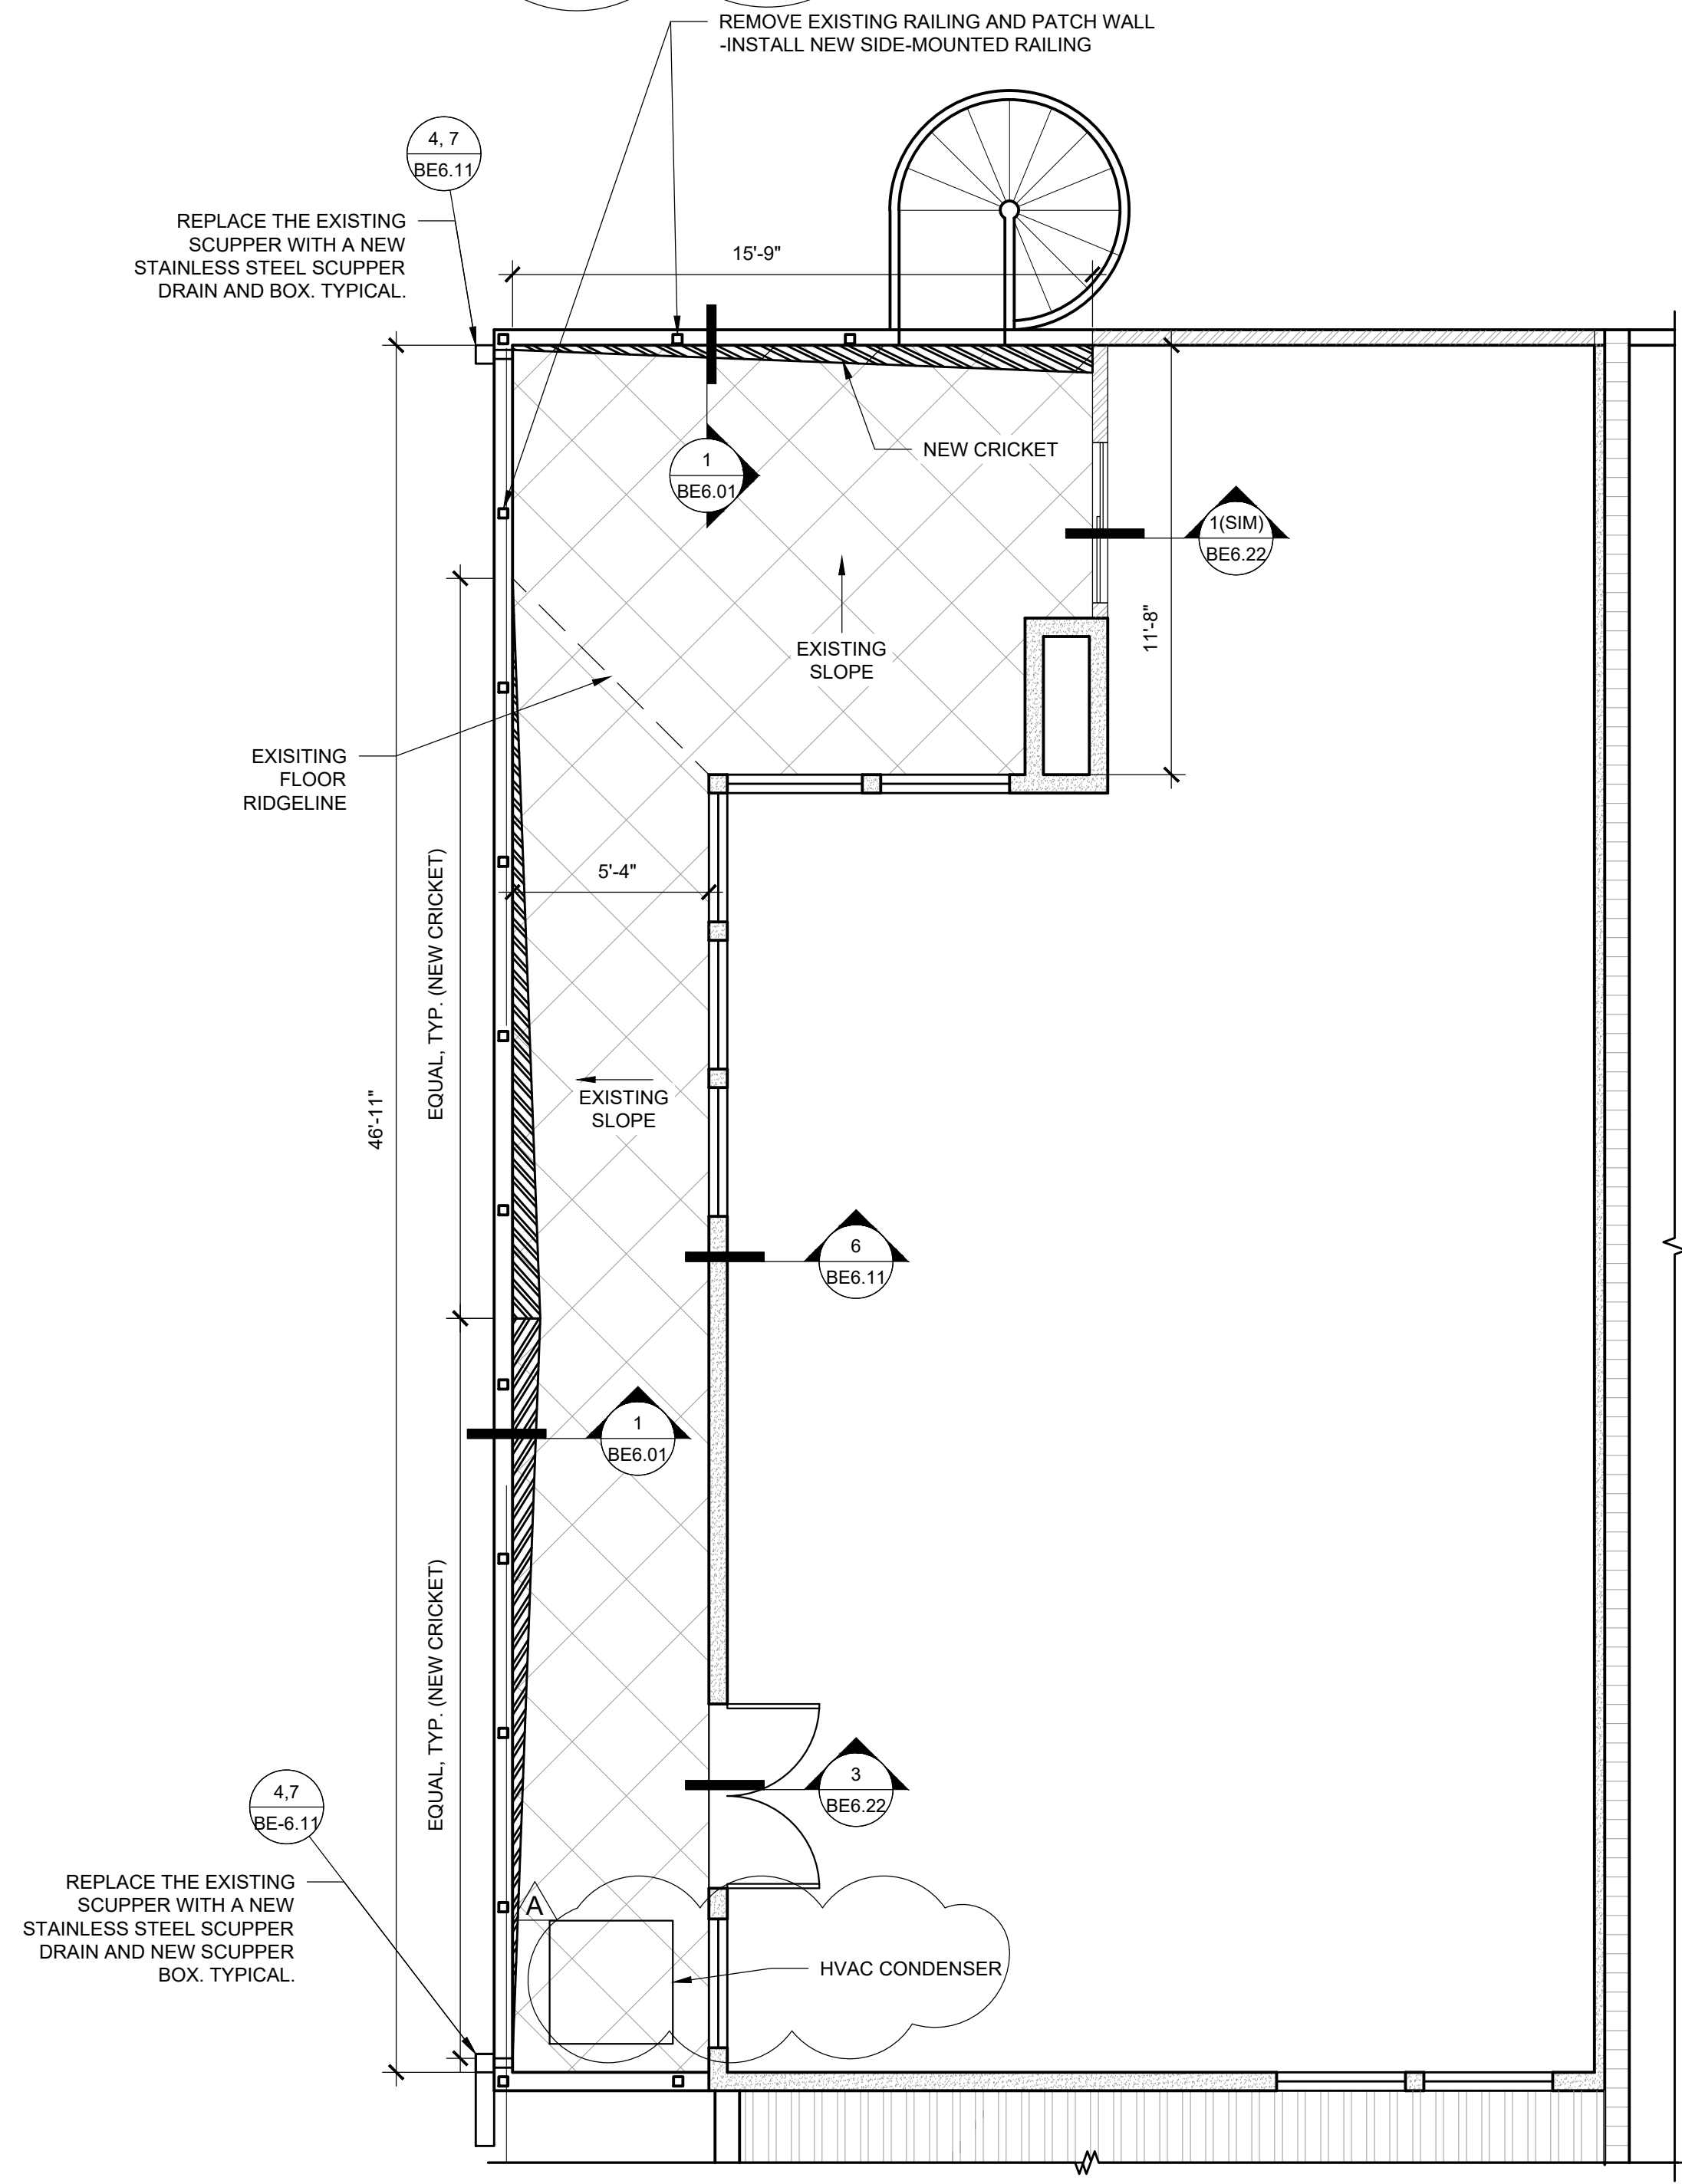 REMOVE EXISTING RAILING AND PATCH WALL
-INSTALL NEW SIDE-MOUNTED RAILING
4, 7
BE6.11
REPLACE THE EXISTING
SCUPPER WITH A NEW
STAINLESS STEEL SCUPPER
DRAIN AND BOX. TYPICAL.
15'-9"
NEW CRICKET
1
BE6.01
1(SIM)
BE6.22
11'-8"
EXISTING
SLOPE
EXISITING
FLOOR
RIDGELINE
5'-4"
EQUAL, TYP. (NEW CRICKET)
46'-11"
EXISTING
SLOPE
6
BE6.11
1
BE6.01
EQUAL, TYP. (NEW CRICKET)
3
BE6.22
4,7
BE-6.11
REPLACE THE EXISTING
SCUPPER WITH A NEW
STAINLESS STEEL SCUPPER
DRAIN AND NEW SCUPPER
BOX. TYPICAL.
A
HVAC CONDENSER